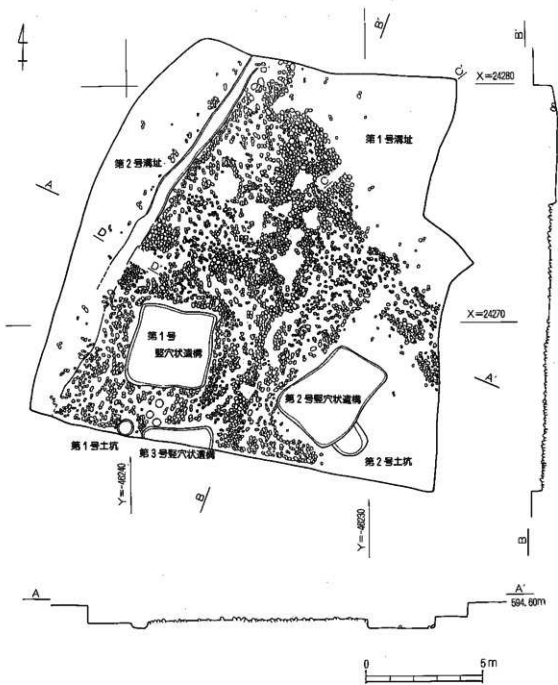 B'
B'
C'
X=24280
第1号溝址
第2号溝址
A
C
D'
D
X=24270
第1号
竪穴状遺構
A'
第2号竪穴状遺構
第1号土坑
第3号竪穴状遺構
第2号土坑
Y=-46240
B
Y=-46230
B
A
A'
594.60m
0
5m